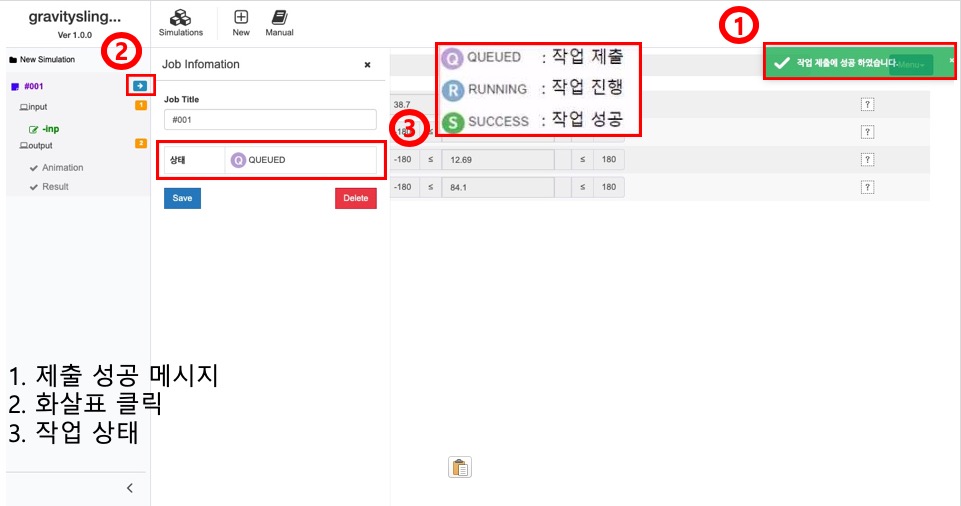 gravitysling...
Ver 1.0.0
Simulations
New
Manual
New Simulation
#001
input
1
-inp
output
2
Animation
Result
Job Infomation
×
Job Title
#001
상태
Q QUEUED
Save
Delete
Q QUEUED : 작업 제출
R RUNNING : 작업 진행
S SUCCESS : 작업 성공
1
2
3
작업 제출에 성공 하였습니다.
×
Menu
38.7
?
-180 ≤
?
-180 ≤ 12.69 ≤ 180
?
-180 ≤ 84.1 ≤ 180
?
1. 제출 성공 메시지
2. 화살표 클릭
3. 작업 상태